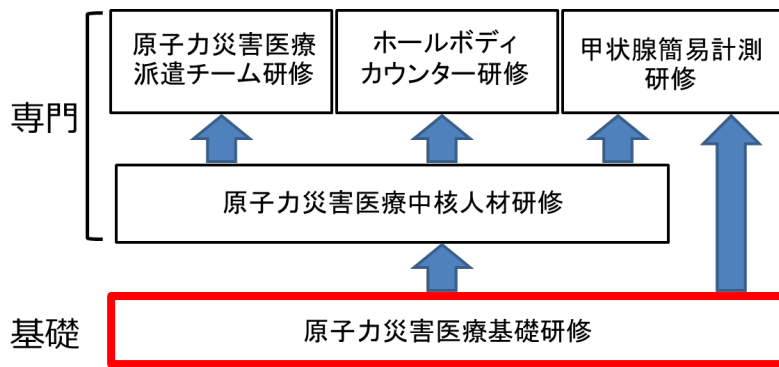 原子力災害医療
派遣チーム研修
ホールボディ
カウンター研修
甲状腺簡易計測
研修
専門
原子力災害医療中核人材研修
基礎
原子力災害医療基礎研修